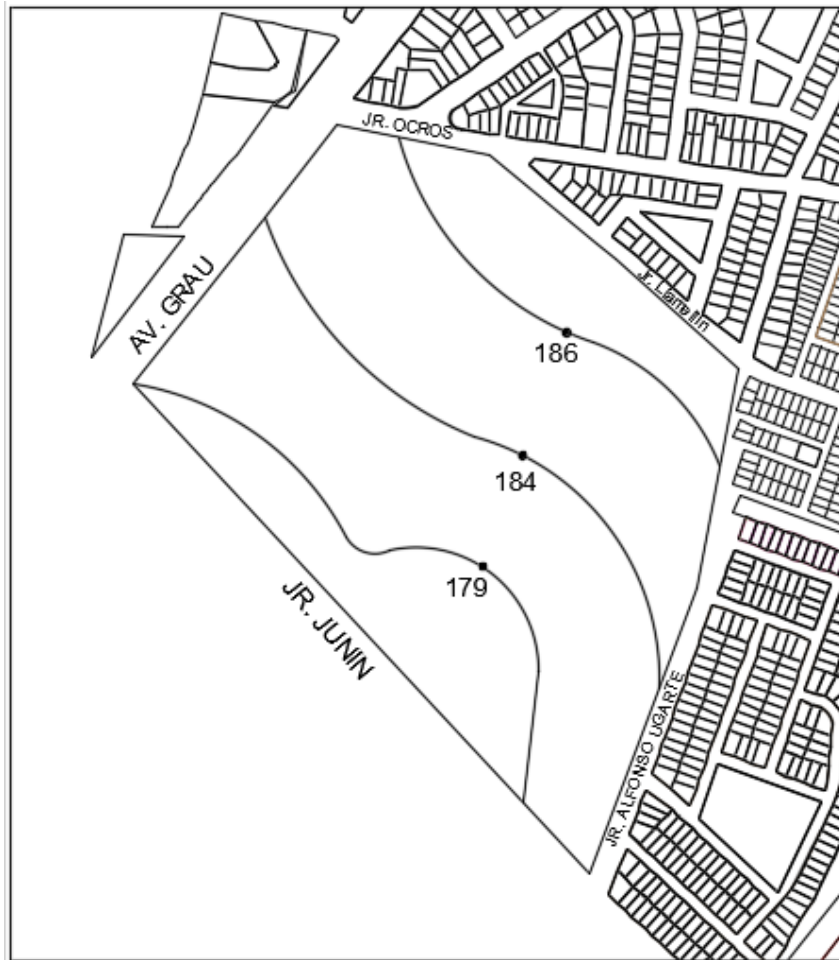 JR. OCROS
AV. GRAU
186
184
179
JR. JUNIN
JR. ALFONSO UGARTE